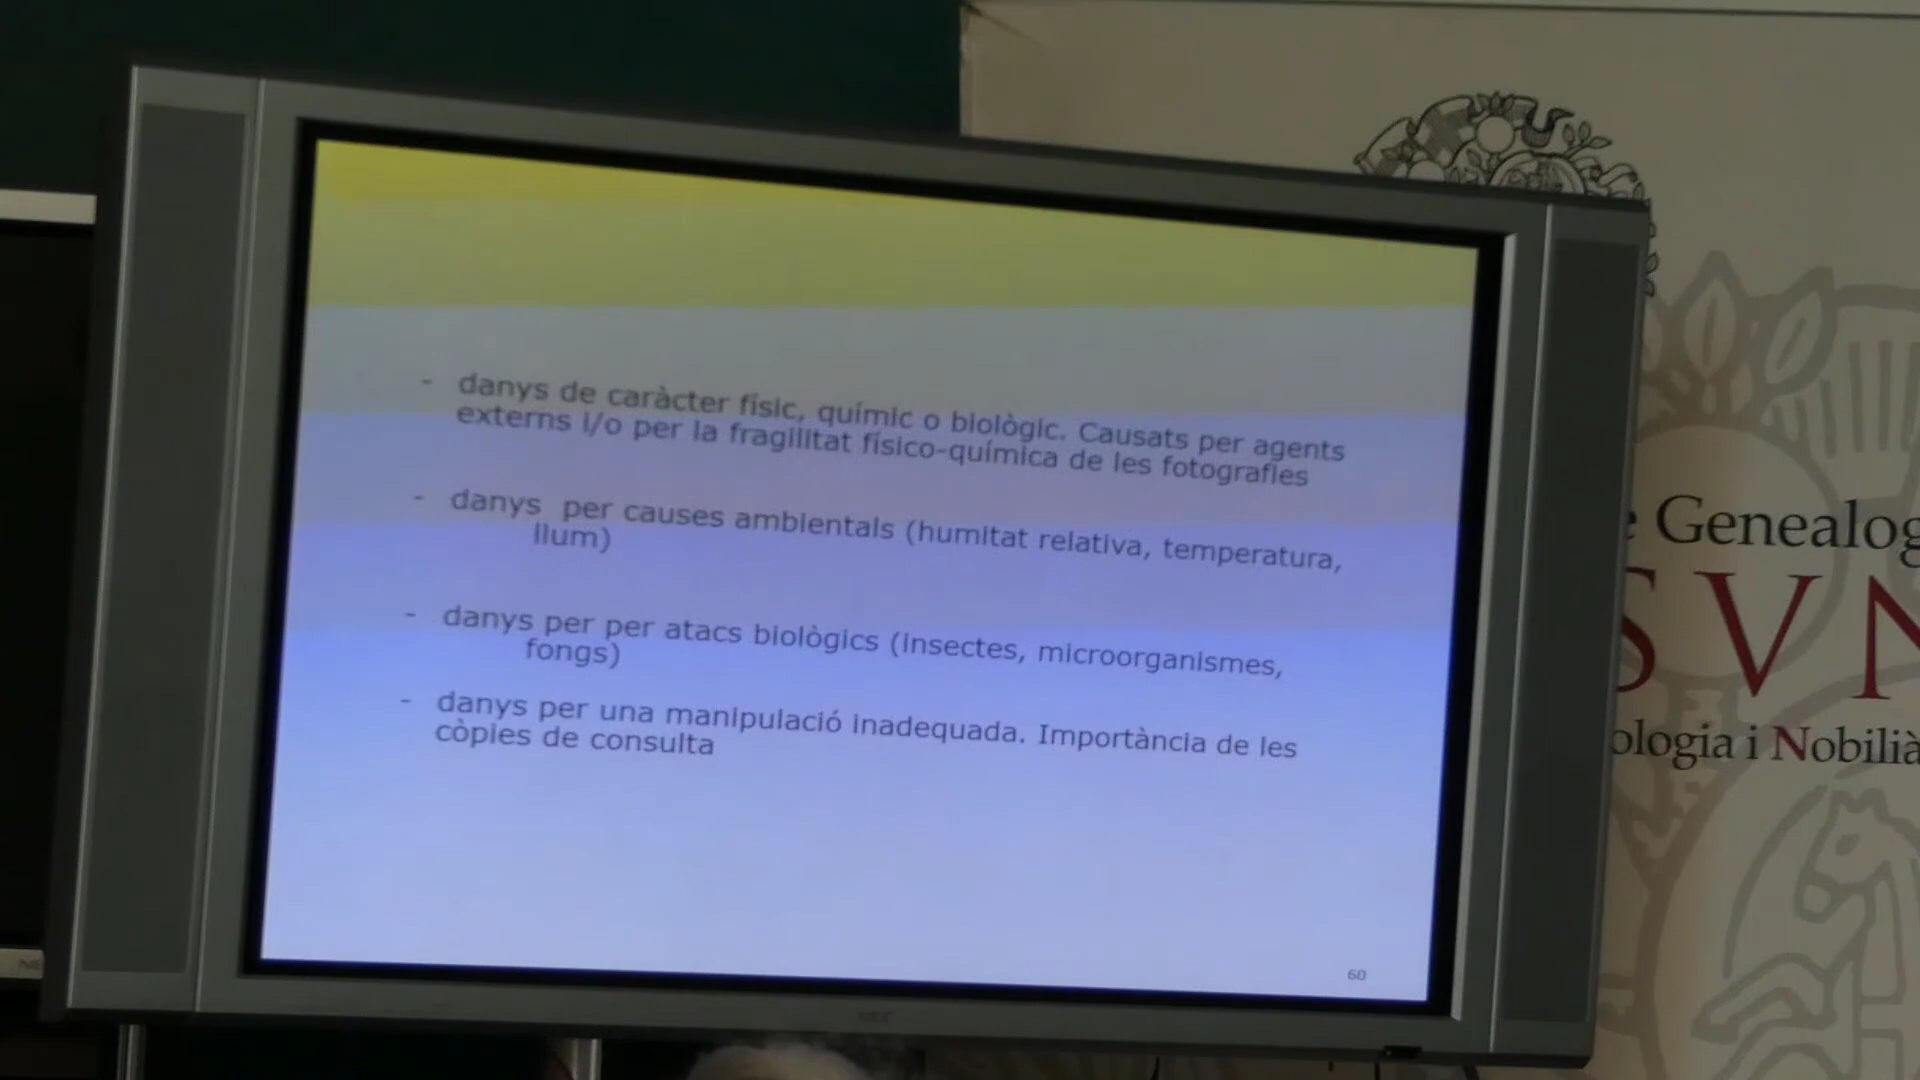 - danys de caràcter físic, químic o biològic. Causats per agents
externs i/o per la fragilitat físico-química de les fotografies
- danys per causes ambientals (humitat relativa, temperatura,
llum)
- danys per per atacs biològics (insectes, microorganismes,
fongs)
- danys per una manipulació inadequada. Importància de les
còpies de consulta
60
e Genealog
SVN
ologia i Nobilià
NEC